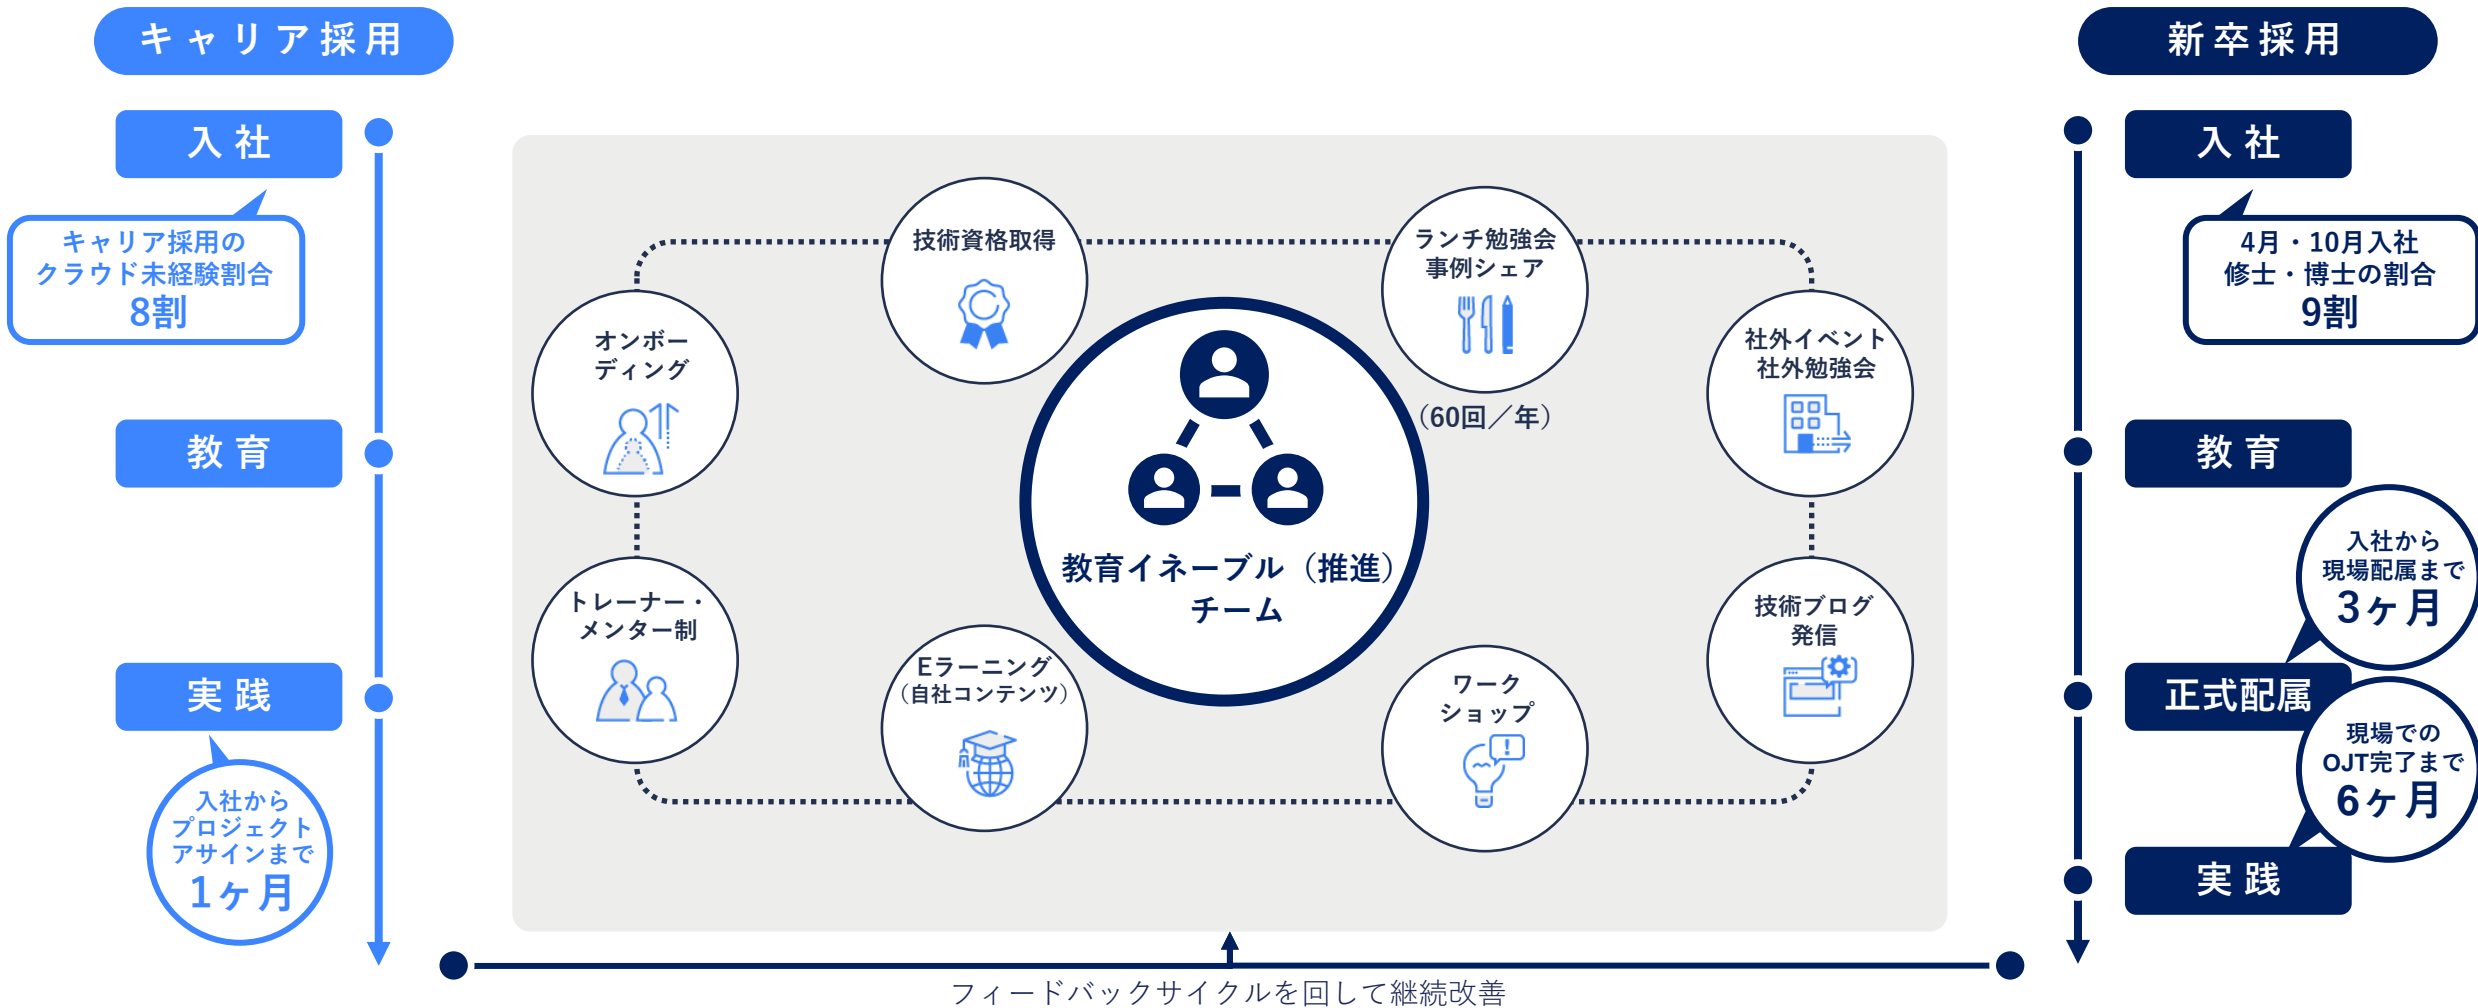 キャリア採用
入社
キャリア採用の
クラウド未経験割合
8割
教育
実践
入社から
プロジェクト
アサインまで
1ヶ月
オンボー
ディング
技術資格取得
ランチ勉強会
事例シェア
(60回／年)
社外イベント
社外勉強会
教育イネーブル（推進）
チーム
トレーナー・
メンター制
Eラーニング
（自社コンテンツ）
ワーク
ショップ
技術ブログ
発信
フィードバックサイクルを回して継続改善
新卒採用
入社
4月・10月入社
修士・博士の割合
9割
教育
入社から
現場配属まで
3ヶ月
正式配属
現場での
OJT完了まで
6ヶ月
実践